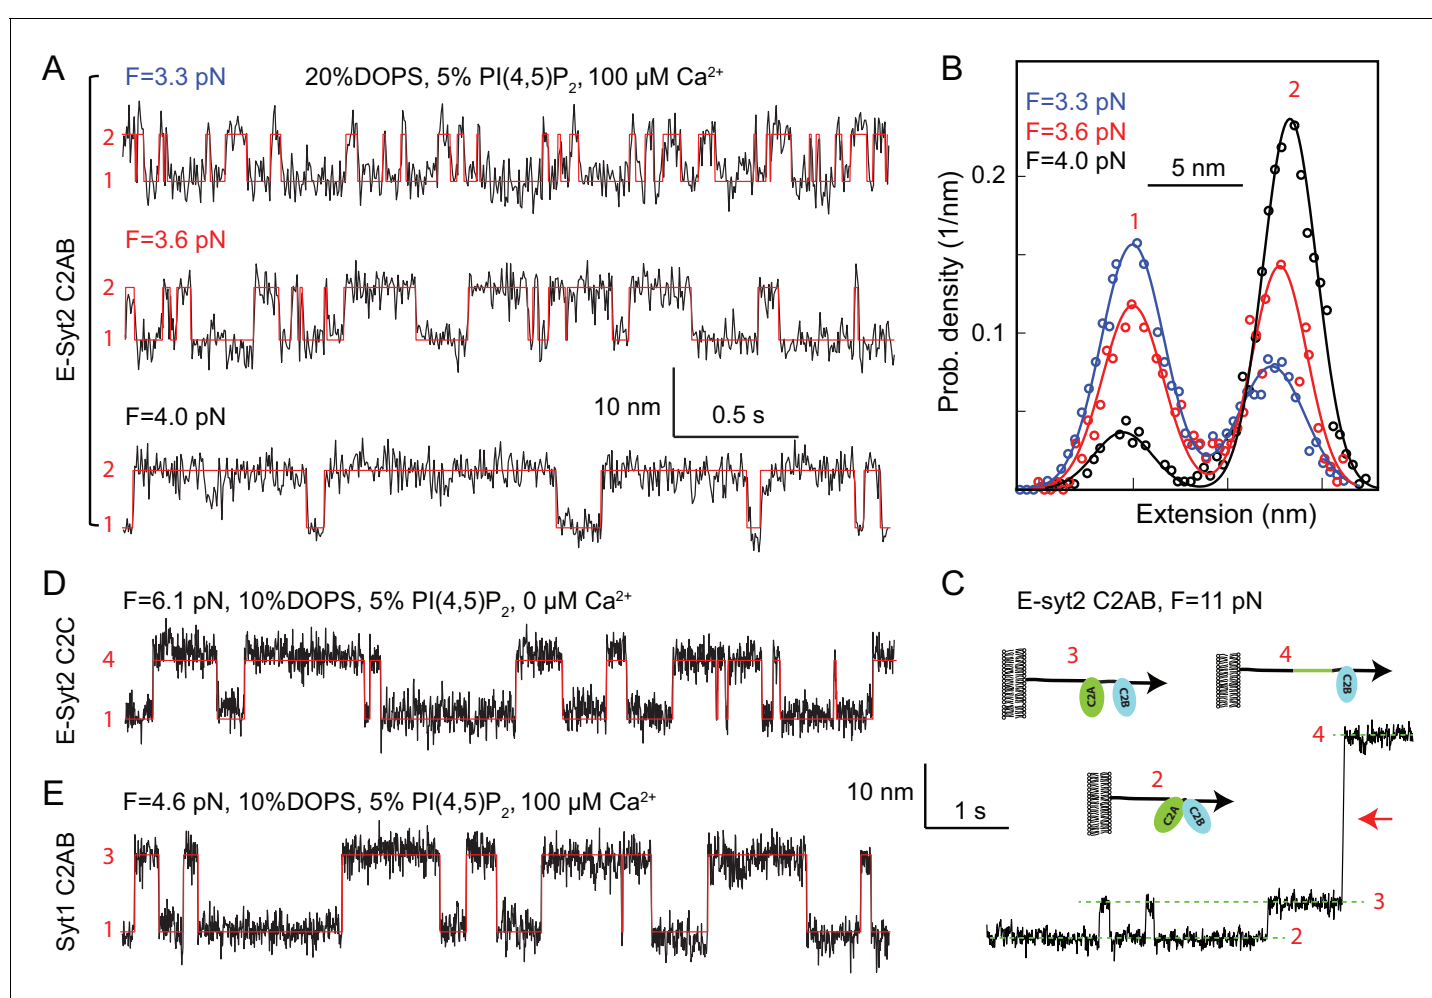 A
F=3.3 pN
20%DOPS, 5% PI(4,5)P2, 100 µM Ca2+
2
1
E-Syt2 C2AB
F=3.6 pN
2
1
10 nm
0.5 s
F=4.0 pN
2
1
B
F=3.3 pN
F=3.6 pN
F=4.0 pN
5 nm
1
2
0.2
0.1
Prob. density (1/nm)
Extension (nm)
D
F=6.1 pN, 10%DOPS, 5% PI(4,5)P2, 0 µM Ca2+
E-Syt2 C2C
4
1
E
F=4.6 pN, 10%DOPS, 5% PI(4,5)P2, 100 µM Ca2+
Syt1 C2AB
3
1
10 nm
1 s
C
E-syt2 C2AB, F=11 pN
3
C2A
C2B
4
C2B
2
C2A
C2B
4
3
2